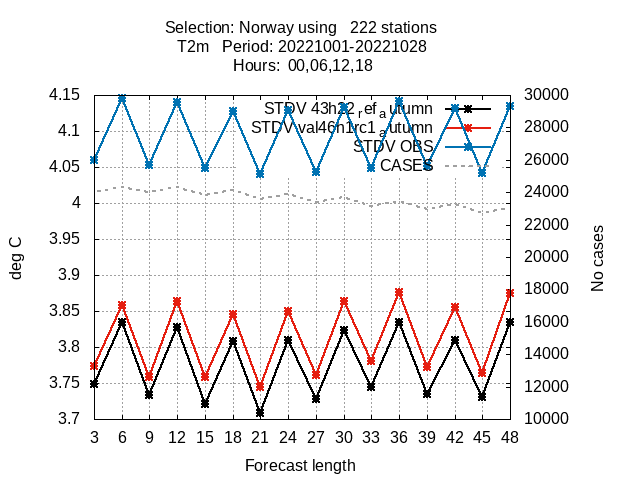 Selection: Norway using   222 stations
T2m   Period: 20221001-20221028
Hours:  00,06,12,18
STDV 43h22_ref_autumn
STDV val46h1rc1_autumn
STDV OBS
CASES
4.15
4.1
4.05
4
3.95
3.9
3.85
3.8
3.75
3.7
deg C
30000
28000
26000
24000
22000
20000
18000
16000
14000
12000
10000
No cases
3 6 9 12 15 18 21 24 27 30 33 36 39 42 45 48
Forecast length